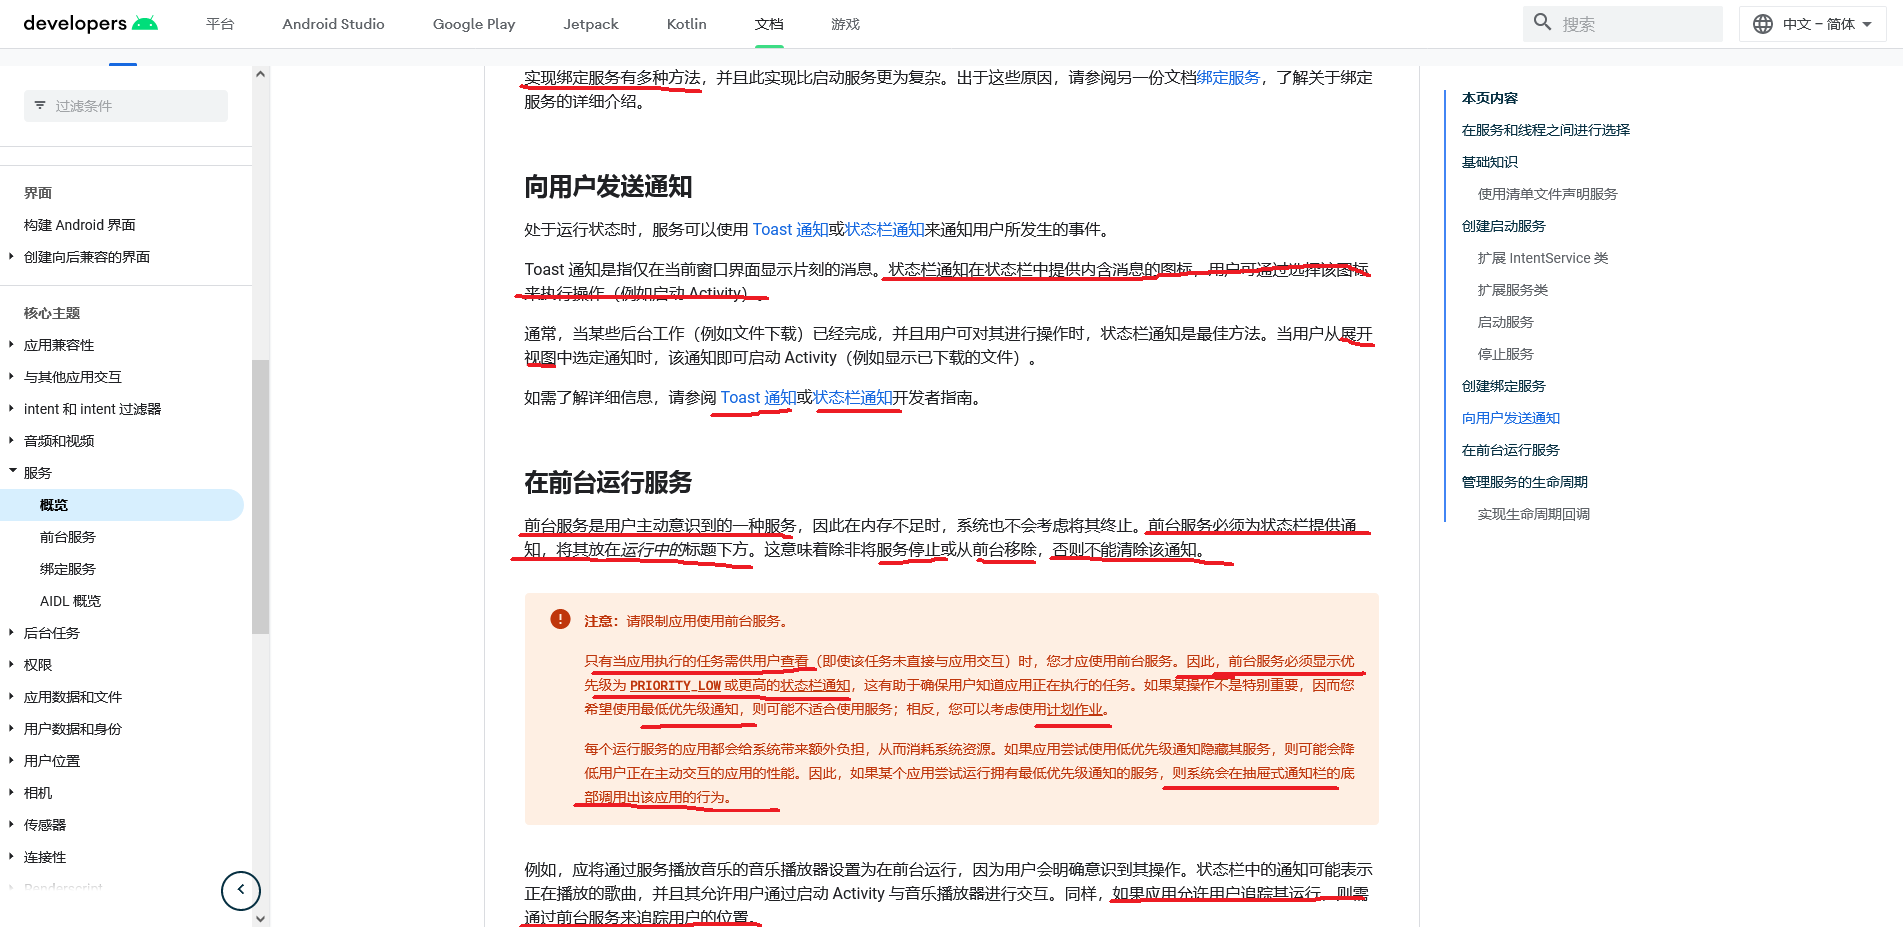 developers
平台
Android Studio
Google Play
Jetpack
Kotlin
文档
游戏
搜索
中文 – 简体
过滤条件
界面
构建 Android 界面
创建向后兼容的界面
核心主题
应用兼容性
与其他应用交互
intent 和 intent 过滤器
音频和视频
服务
概览
前台服务
绑定服务
AIDL 概览
后台任务
权限
应用数据和文件
用户数据和身份
用户位置
相机
传感器
连接性
Renderscript
实现绑定服务有多种方法，并且此实现比启动服务更为复杂。出于这些原因，请参阅另一份文档绑定服务，了解关于绑定
服务的详细介绍。
向用户发送通知
处于运行状态时，服务可以使用 Toast 通知或状态栏通知来通知用户所发生的事件。
Toast 通知是指仅在当前窗口界面显示片刻的消息。状态栏通知在状态栏中提供内含消息的图标，用户可通过选择该图标
来执行操作（例如启动 Activity）。
通常，当某些后台工作（例如文件下载）已经完成，并且用户可对其进行操作时，状态栏通知是最佳方法。当用户从展开
视图中选定通知时，该通知即可启动 Activity（例如显示已下载的文件）。
如需了解详细信息，请参阅 Toast 通知或状态栏通知开发者指南。
在前台运行服务
前台服务是用户主动意识到的一种服务，因此在内存不足时，系统也不会考虑将其终止。前台服务必须为状态栏提供通
知，将其放在运行中的标题下方。这意味着除非将服务停止或从前台移除，否则不能清除该通知。
注意：请限制应用使用前台服务。
只有当应用执行的任务需供用户查看（即使该任务未直接与应用交互）时，您才应使用前台服务。因此，前台服务必须显示优
先级为 PRIORITY_LOW 或更高的状态栏通知，这有助于确保用户知道应用正在执行的任务。如果某操作不是特别重要，因而您
希望使用最低优先级通知，则可能不适合使用服务；相反，您可以考虑使用计划作业。
每个运行服务的应用都会给系统带来额外负担，从而消耗系统资源。如果应用尝试使用低优先级通知隐藏其服务，则可能会降
低用户正在主动交互的应用的性能。因此，如果某个应用尝试运行拥有最低优先级通知的服务，则系统会在抽屉式通知栏的底
部调用出该应用的行为。
例如，应将通过服务播放音乐的音乐播放器设置为在前台运行，因为用户会明确意识到其操作。状态栏中的通知可能表示
正在播放的歌曲，并且其允许用户通过启动 Activity 与音乐播放器进行交互。同样，如果应用允许用户追踪其运行，则需
通过前台服务来追踪用户的位置。
本页内容
在服务和线程之间进行选择
基础知识
使用清单文件声明服务
创建启动服务
扩展 IntentService 类
扩展服务类
启动服务
停止服务
创建绑定服务
向用户发送通知
在前台运行服务
管理服务的生命周期
实现生命周期回调